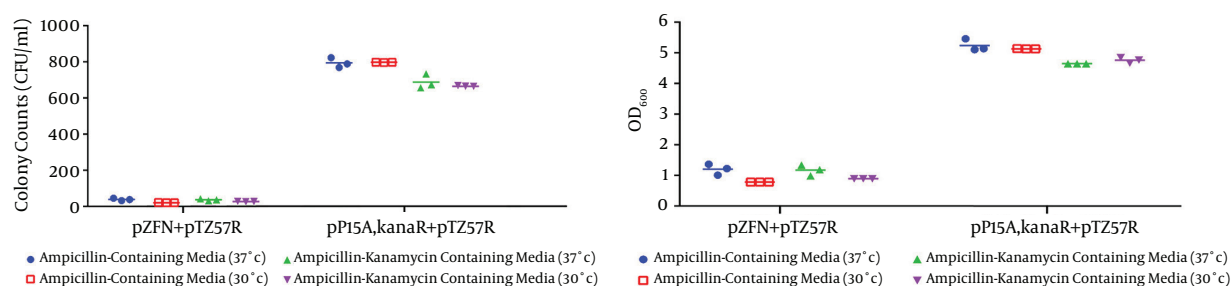 Colony Counts (CFU/ml)
1000
800
600
400
200
0
pZFN+pTZ57R
pP15A,kanaR+pTZ57R
Ampicillin-Containing Media (37˚c)
Ampicillin-Kanamycin Containing Media (37˚c)
Ampicillin-Containing Media (30˚c)
Ampicillin-Kanamycin Containing Media (30˚c)
OD600
6
5
4
3
2
1
0
pZFN+pTZ57R
pP15A,kanaR+pTZ57R
Ampicillin-Containing Media (37˚c)
Ampicillin-Kanamycin Containing Media (37˚c)
Ampicillin-Containing Media (30˚c)
Ampicillin-Kanamycin Containing Media (30˚c)